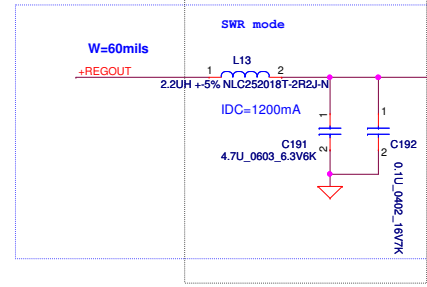 SWR mode
W=60mils
+REGOUT
1
L13
2
2.2UH +-5% NLC252018T-2R2J-N
IDC=1200mA
1
1
C191
C192
4.7U_0603_6.3V6K
2
2
0.1U_0402_16V7K